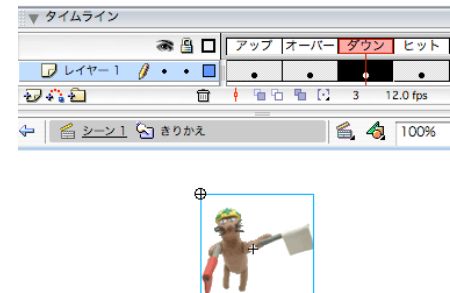 タイムライン
アップ オーバー ダウン ヒット
レイヤー 1
3 12.0 fps
シーン 1 きりかえ 100%